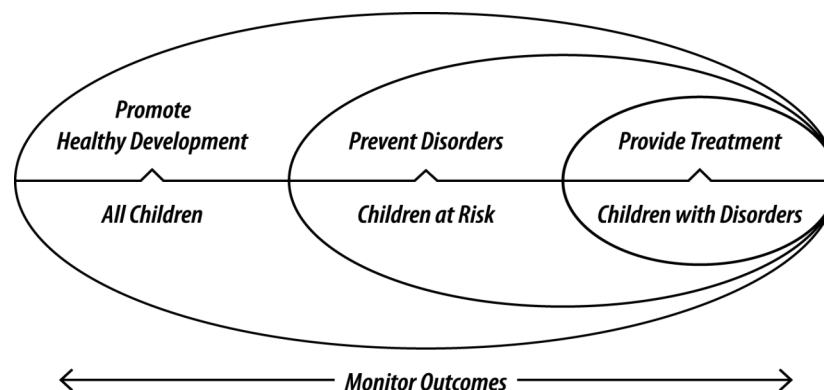 Promote
Healthy Development
Prevent Disorders
Provide Treatment
All Children
Children at Risk
Children with Disorders
Monitor Outcomes